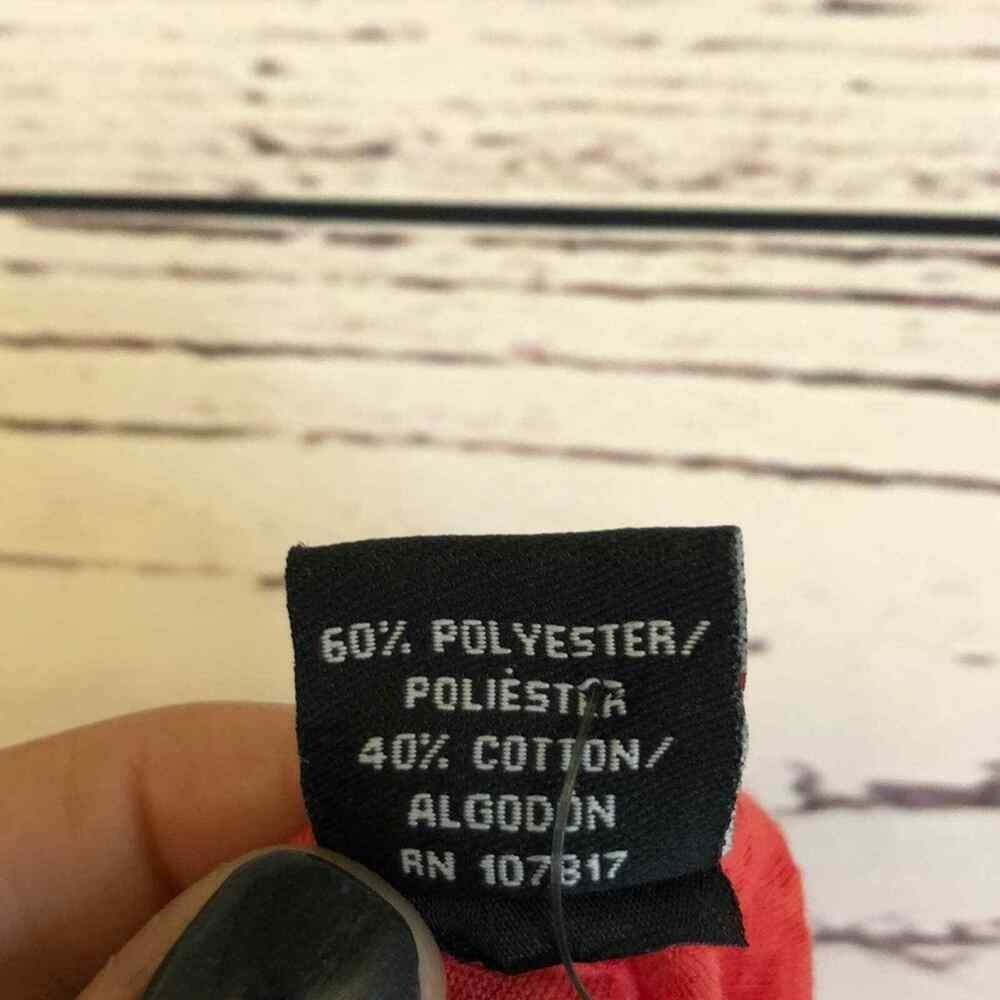 60% POLYESTER/
POLIÉSTER
40% COTTON/
ALGODÓN
RN 107817